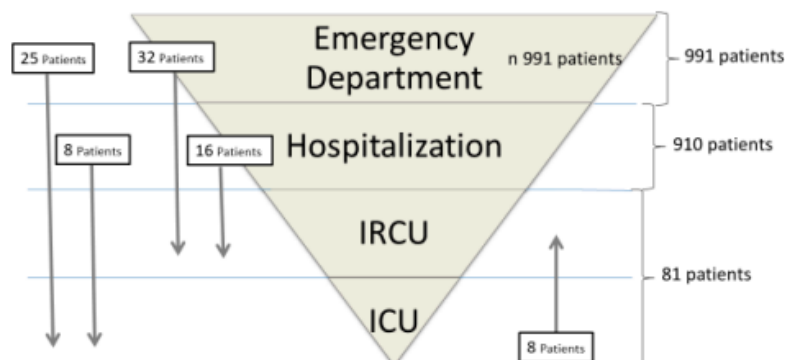 Emergency
Department
n 991 patients
991 patients
25 Patients
32 Patients
8 Patients
16 Patients
Hospitalization
910 patients
IRCU
81 patients
ICU
8 Patients